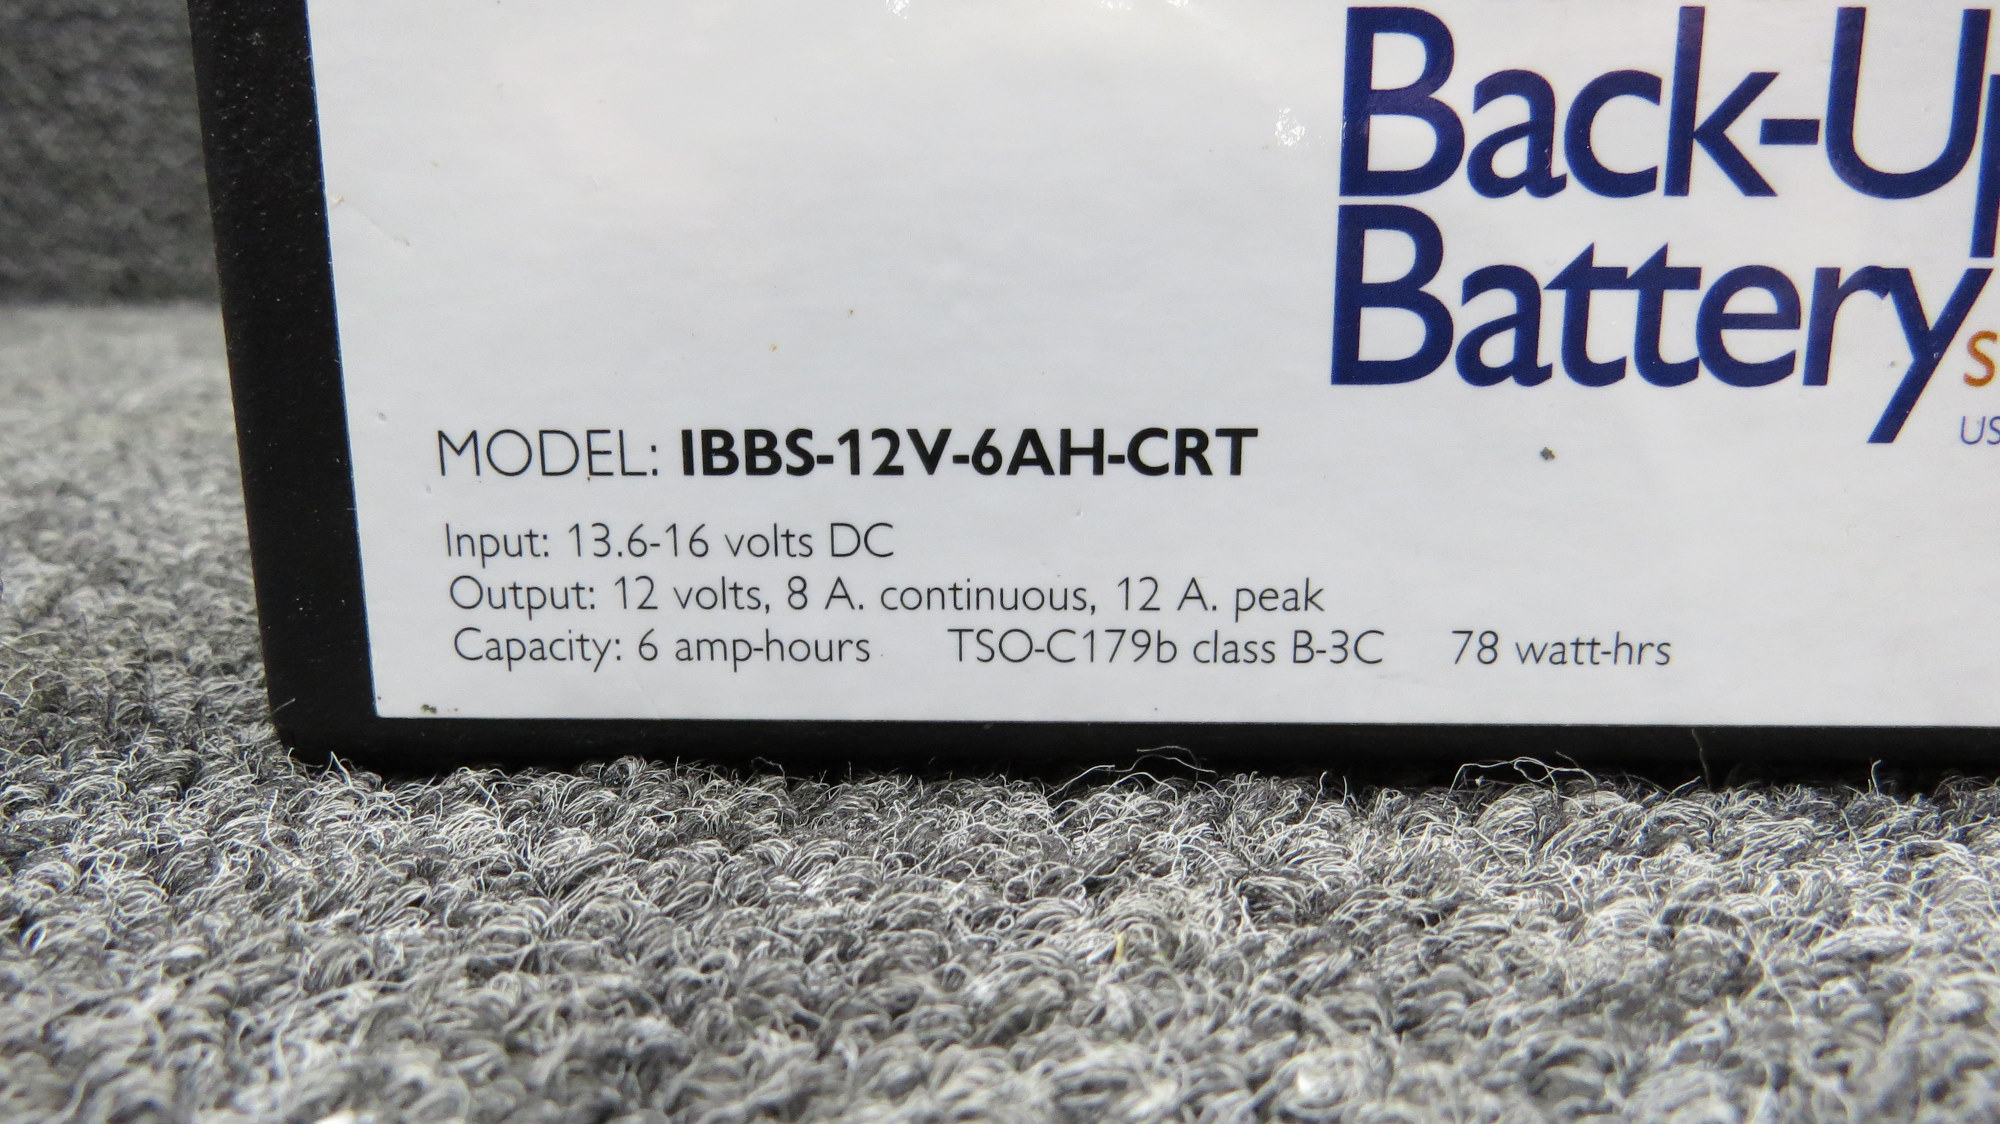 Back-Up
Battery
MODEL: IBBS-12V-6AH-CRT
Input: 13.6-16 volts DC
Output: 12 volts, 8 A. continuous, 12 A. peak
Capacity: 6 amp-hours TSO-C179b class B-3C 78 watt-hrs